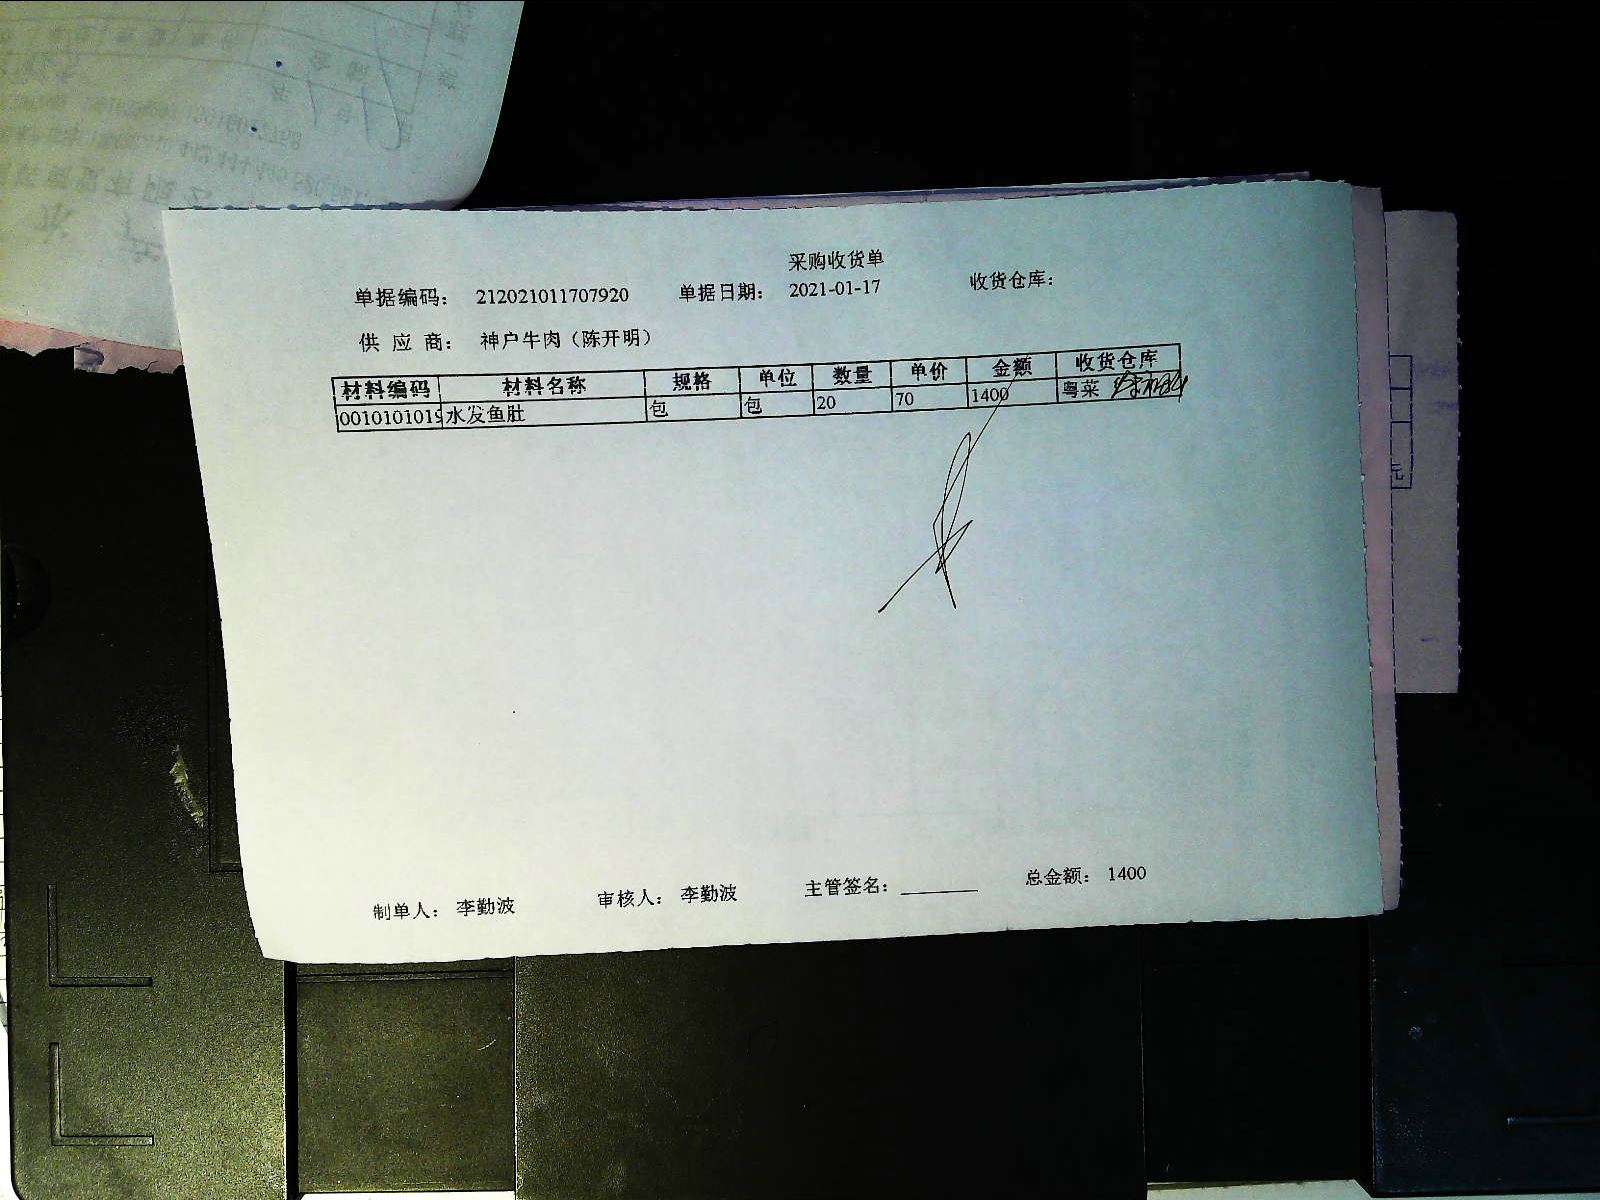 采购收货单
单据编码： 212021011707920 单据日期： 2021-01-17 收货仓库：
供 应 商： 神户牛肉（陈开明）
材料编码 材料名称 规格 单位 数量 单价 金额 收货仓库
001010101 水发鱼肚 包 包 20 70 1400 粤菜
制单人： 李勤波 审核人： 李勤波 主管签名： 总金额： 1400
元